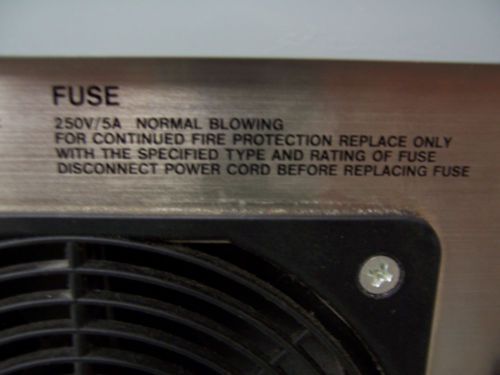 FUSE
250V/5A NORMAL BLOWING
FOR CONTINUED FIRE PROTECTION REPLACE ONLY
WITH THE SPECIFIED TYPE AND RATING OF FUSE
DISCONNECT POWER CORD BEFORE REPLACING FUSE